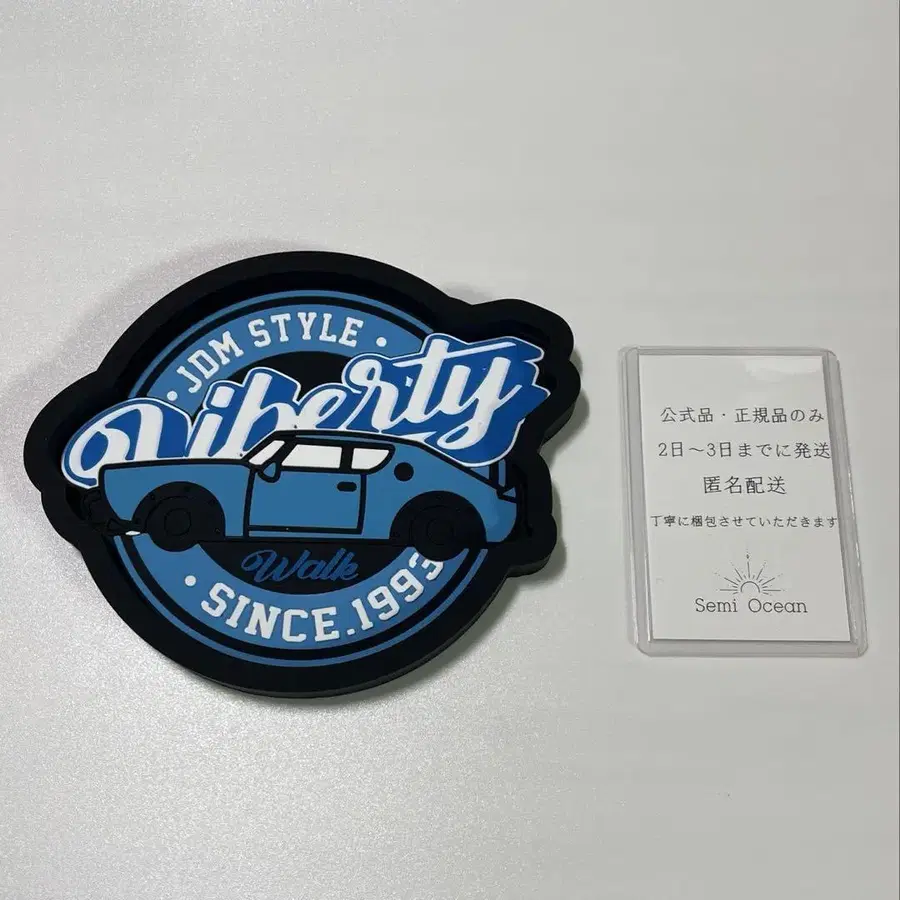 ・JDM STYLE・
Liberty
Walk
・SINCE.1993
公式品・正規品のみ
2日～3日までに発送
匿名配送
丁寧に梱包させていただきます
Semi Ocean